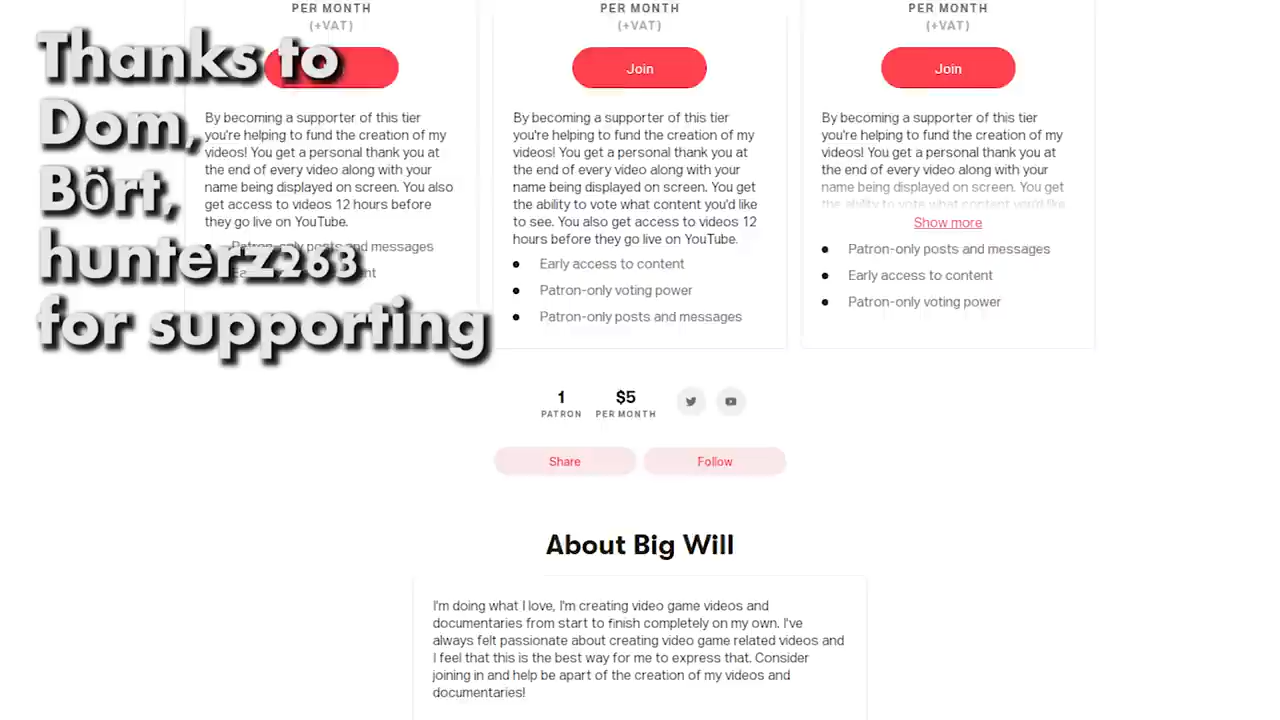 Thanks to
Dom,
Bört,
hunterz263
for supporting
PER MONTH
(+VAT)
By becoming a supporter of this tier
you're helping to fund the creation of my
videos! You get a personal thank you at
the end of every video along with your
name being displayed on screen. You also
get access to videos 12 hours before
they go live on YouTube.
Patron-only posts and messages
PER MONTH
(+VAT)
Join
By becoming a supporter of this tier
you're helping to fund the creation of my
videos! You get a personal thank you at
the end of every video along with your
name being displayed on screen. You get
the ability to vote what content you'd like
to see. You also get access to videos 12
hours before they go live on YouTube.
Early access to content
Patron-only voting power
Patron-only posts and messages
PER MONTH
(+VAT)
Join
By becoming a supporter of this tier
you're helping to fund the creation of my
videos! You get a personal thank you at
the end of every video along with your
name being displayed on screen. You get
the ability to vote what content you'd like
Show more
Patron-only posts and messages
Early access to content
Patron-only voting power
1
PATRON
$5
PER MONTH
Share
Follow
About Big Will
I'm doing what I love, I'm creating video game videos and
documentaries from start to finish completely on my own. I've
always felt passionate about creating video game related videos and
I feel that this is the best way for me to express that. Consider
joining in and help be apart of the creation of my videos and
documentaries!